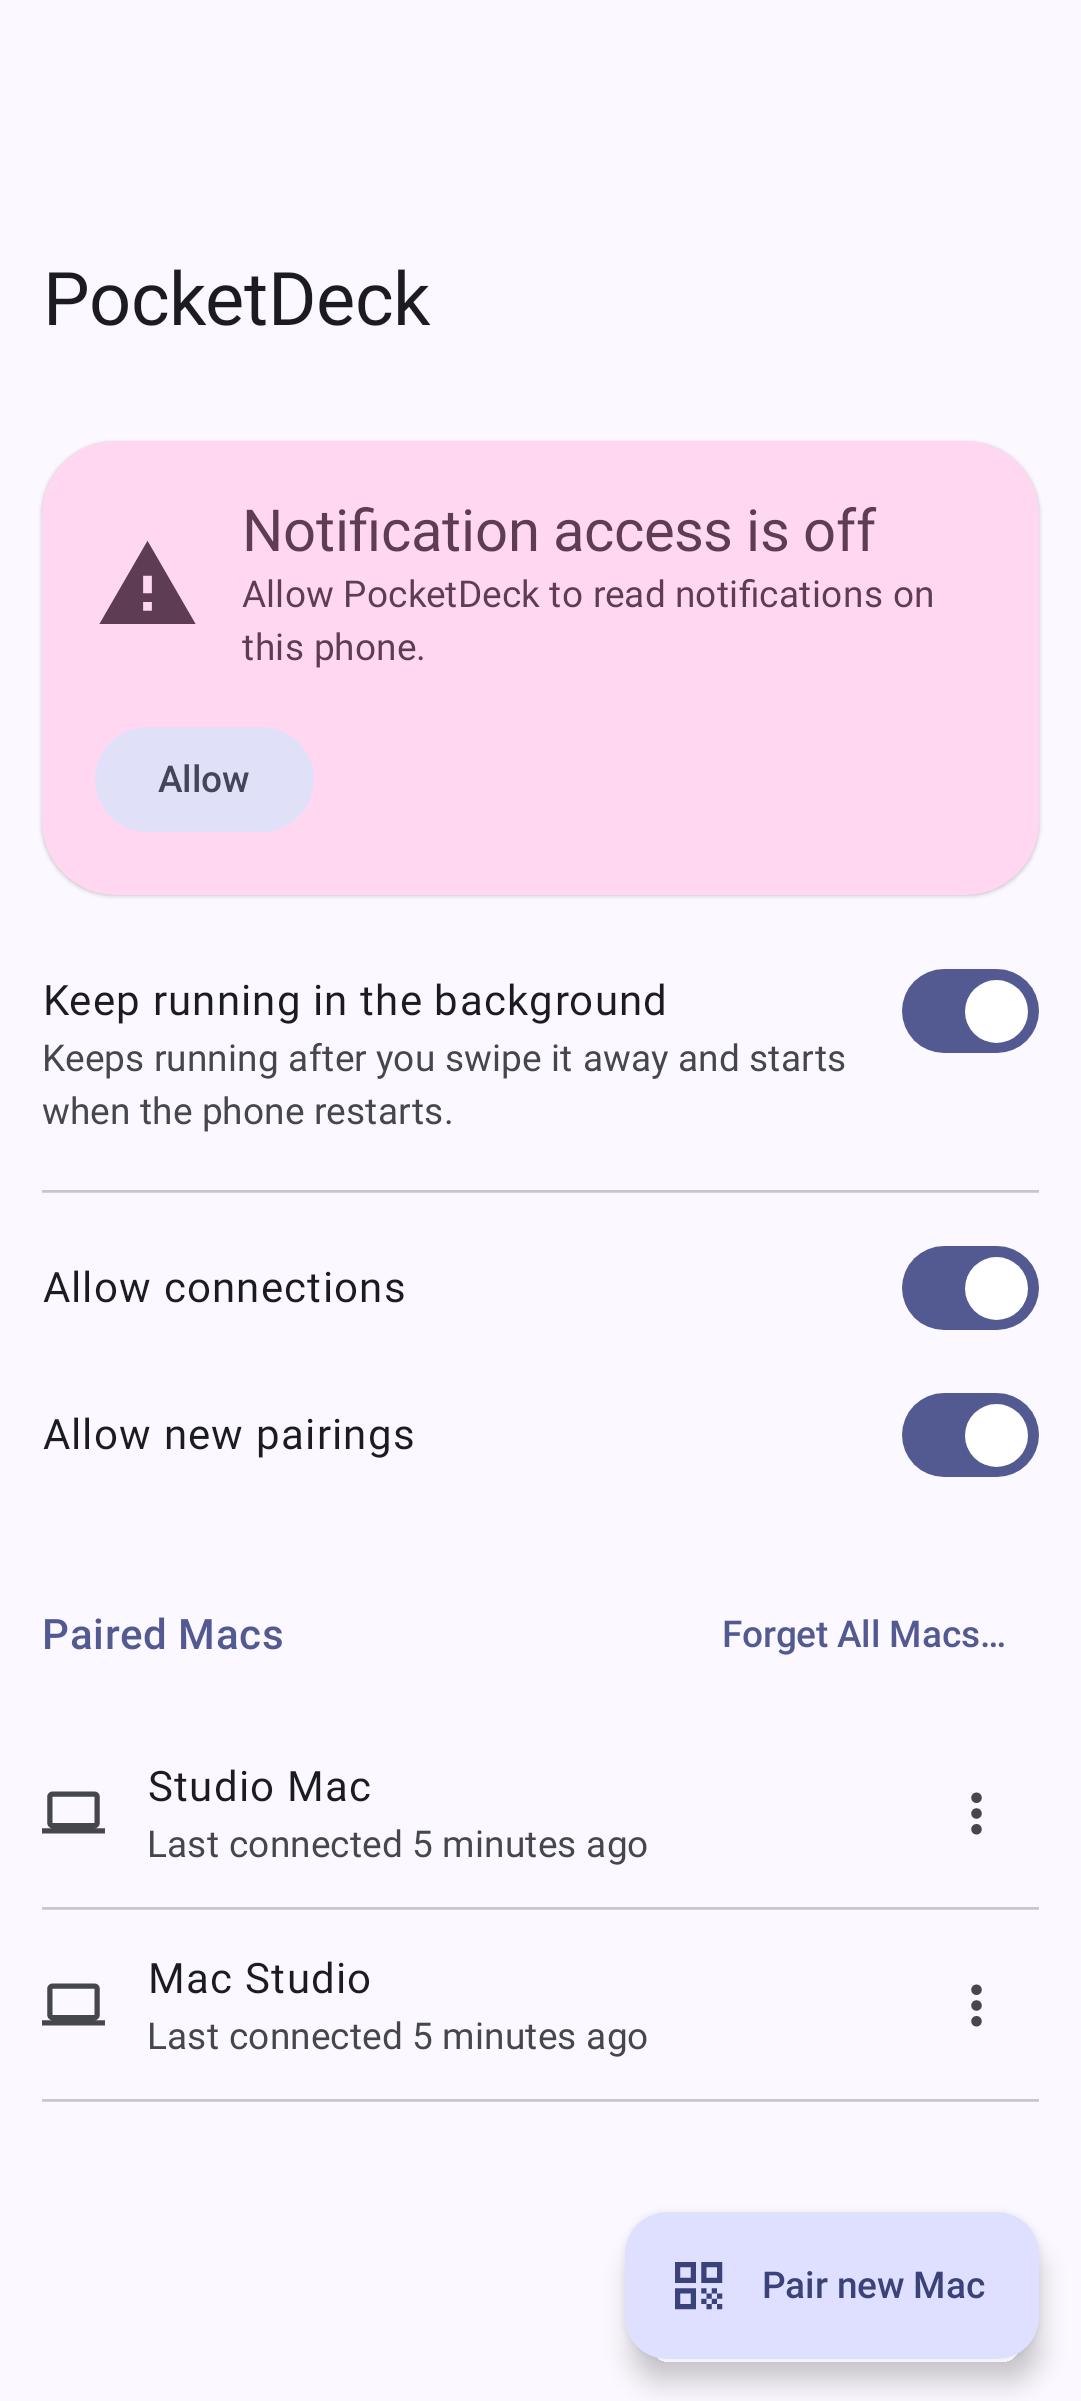 PocketDeck
Notification access is off
Allow PocketDeck to read notifications on
this phone.
Allow
Keep running in the background
Keeps running after you swipe it away and starts
when the phone restarts.
Allow connections
Allow new pairings
Paired Macs
Forget All Macs…
Studio Mac
Last connected 5 minutes ago
Mac Studio
Last connected 5 minutes ago
Pair new Mac